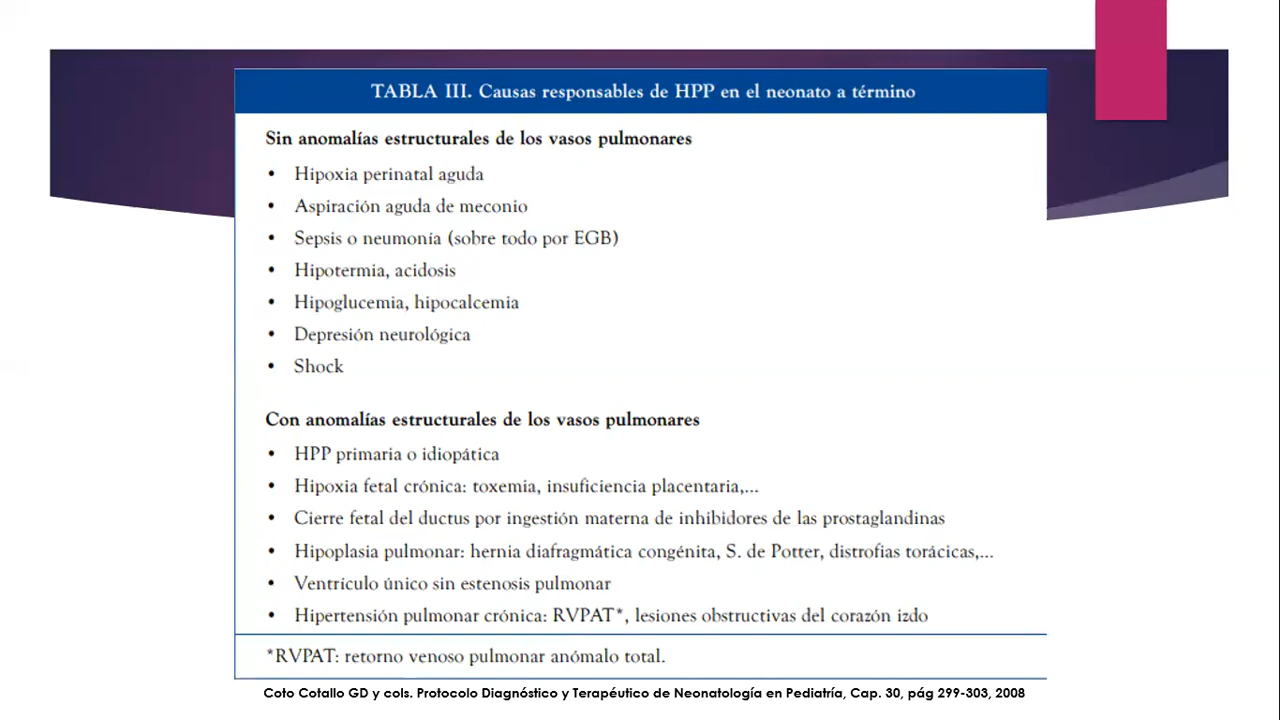 TABLA III. Causas responsables de HPP en el neonato a término
Sin anomalías estructurales de los vasos pulmonares
• Hipoxia perinatal aguda
• Aspiración aguda de meconio
• Sepsis o neumonía (sobre todo por EGB)
• Hipotermia, acidosis
• Hipoglucemia, hipocalcemia
• Depresión neurológica
• Shock
Con anomalías estructurales de los vasos pulmonares
• HPP primaria o idiopática
• Hipoxia fetal crónica: toxemia, insuficiencia placentaria,...
• Cierre fetal del ductus por ingestión materna de inhibidores de las prostaglandinas
• Hipoplasia pulmonar: hernia diafragmática congénita, S. de Potter, distrofias torácicas,...
• Ventrículo único sin estenosis pulmonar
• Hipertensión pulmonar crónica: RVPAT*, lesiones obstructivas del corazón izdo
*RVPAT: retorno venoso pulmonar anómalo total.
Coto Cotallo GD y cols. Protocolo Diagnóstico y Terapéutico de Neonatología en Pediatría, Cap. 30, pág 299-303, 2008